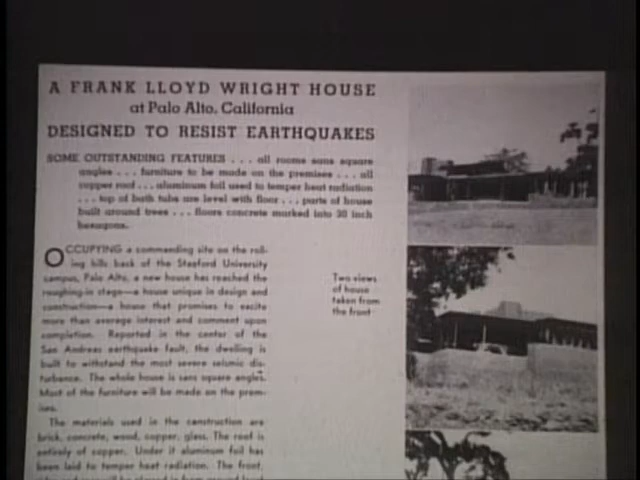 A FRANK LLOYD WRIGHT HOUSE
at Palo Alto, California
DESIGNED TO RESIST EARTHQUAKES
SOME OUTSTANDING FEATURES . . . all rooms sans square
angles . . . furniture to be made on the premises . . . all
copper roof . . . aluminum foil used to temper heat radiation
. . . top of bath tubs are level with floor . . . parts of house
built around trees . . . floors concrete marked into 30 inch
hexagons.
OCCUPYING a commanding site on the roll-
ing hills back of the Stanford University
campus, Palo Alto, a new house has reached the
roughing-in stage—a house unique in design and
construction—a house that promises to excite
more than average interest and comment upon
completion. Reported in the center of the
San Andreas earthquake fault, the dwelling is
built to withstand the most severe seismic dis-
turbance. The whole house is sans square angles.
Most of the furniture will be made on the prem-
ises.
The materials used in the construction are
brick, concrete, wood, copper, glass. The roof is
entirely of copper. Under it aluminum foil has
been laid to temper heat radiation. The front,
Two views
of house
taken from
the front